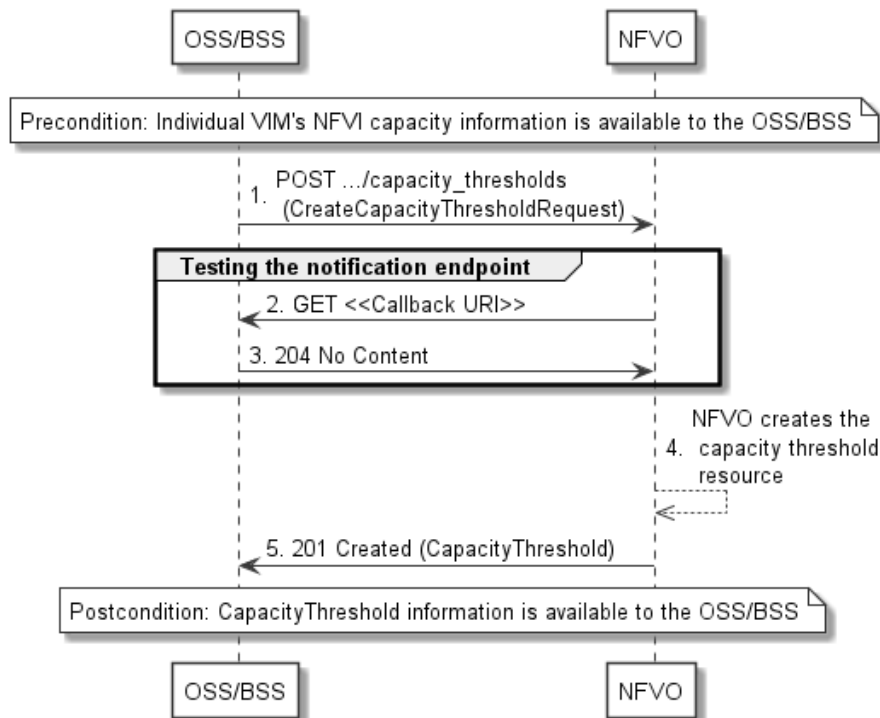 OSS/BSS NFVO
Precondition: Individual VIM's NFVI capacity information is available to the OSS/BSS
1. POST .../capacity_thresholds
(CreateCapacityThresholdRequest)
Testing the notification endpoint
2. GET <<Callback URI>>
3. 204 No Content
NFVO creates the
4. capacity threshold
resource
5. 201 Created (CapacityThreshold)
Postcondition: CapacityThreshold information is available to the OSS/BSS
OSS/BSS NFVO